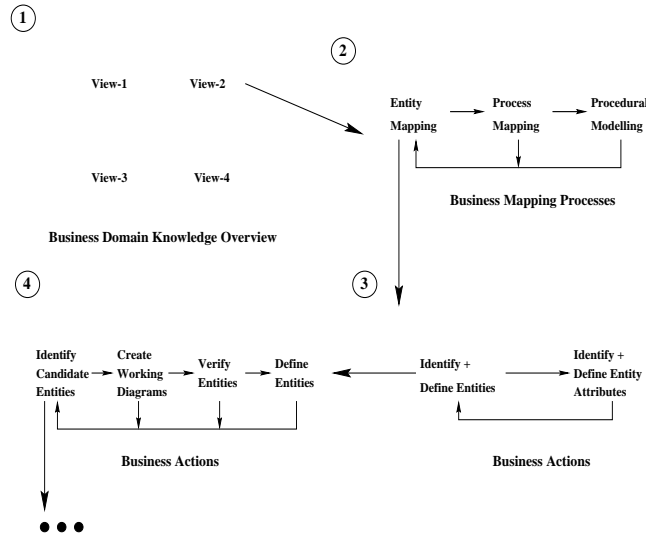 1
View-1 View-2
View-3 View-4
Business Domain Knowledge Overview
2
Entity
Mapping
Process
Mapping
Procedural
Modelling
Business Mapping Processes
4
Identify
Candidate
Entities
Create
Working
Diagrams
Verify
Entities
Define
Entities
Business Actions
3
Identify +
Define Entities
Identify +
Define Entity
Attributes
Business Actions